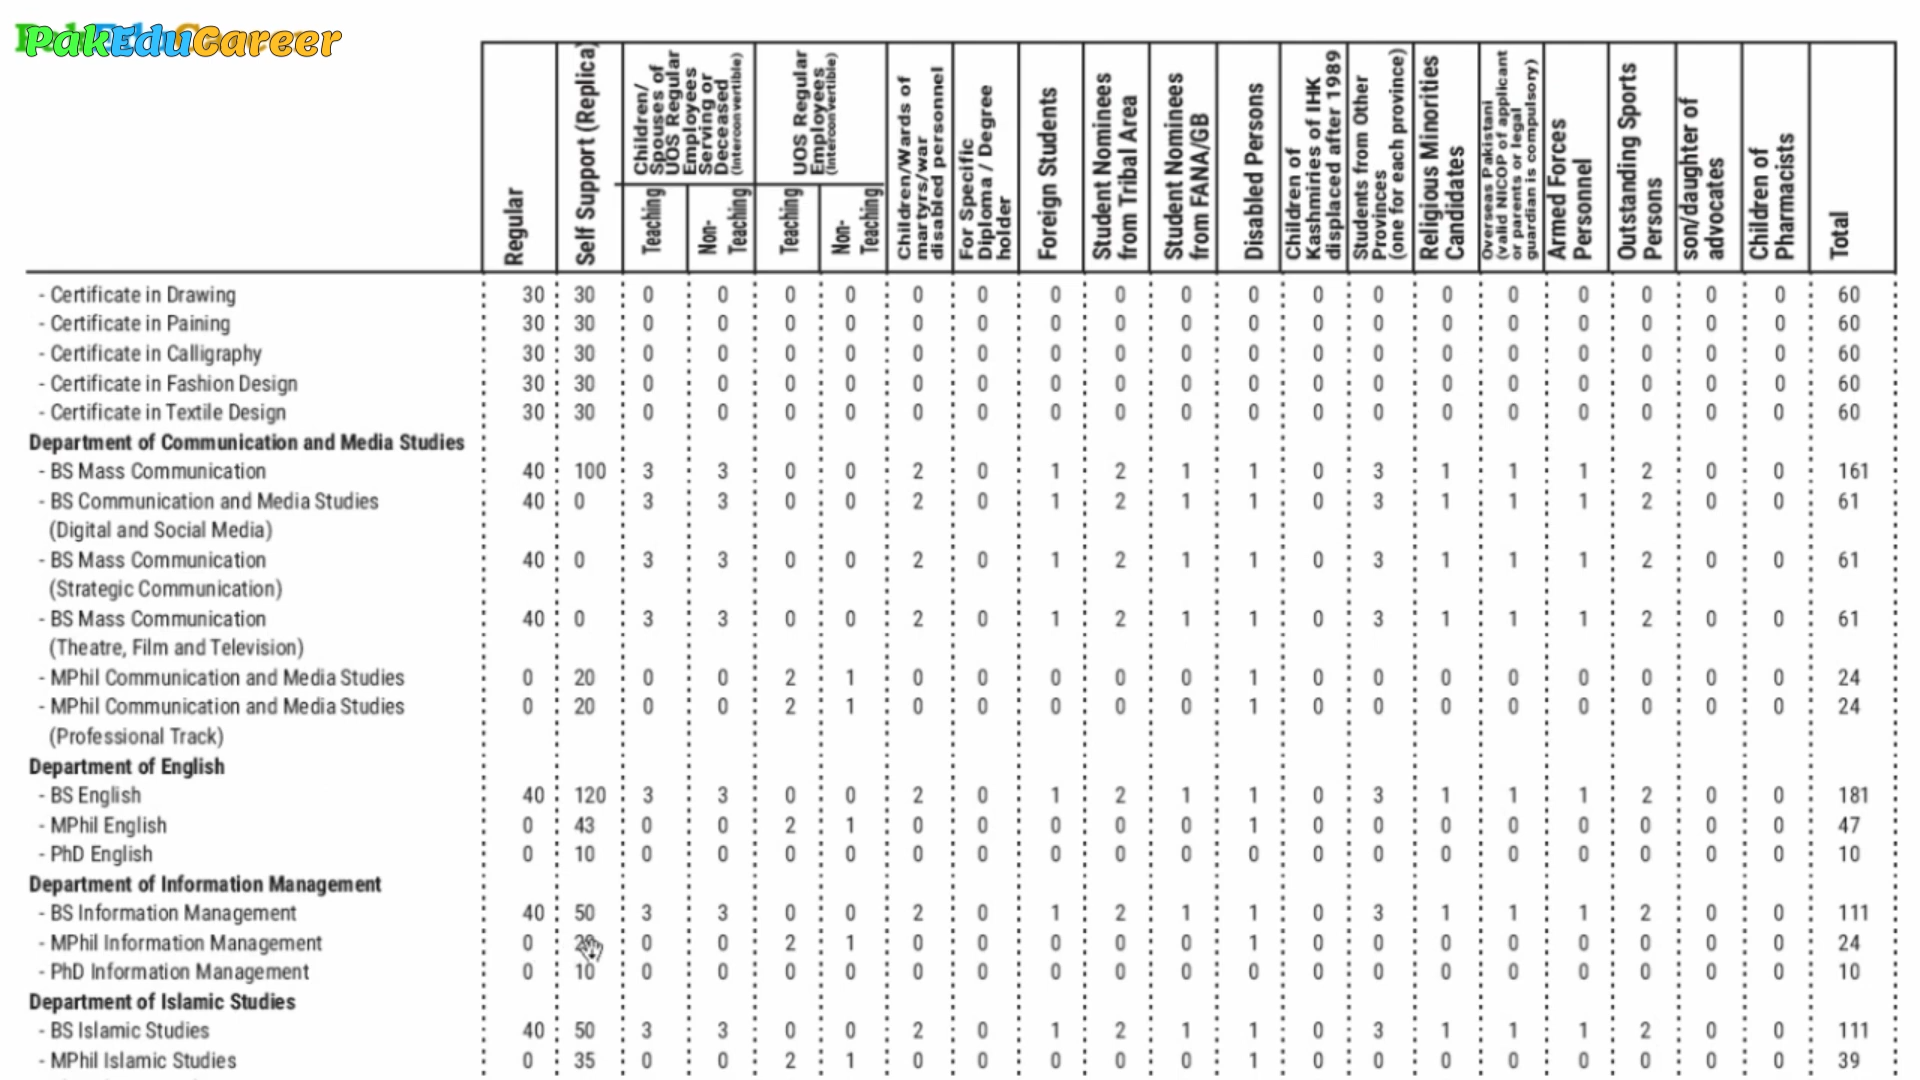 PakEduCareer
Regular
Self Support (Replica)
Children/
Spouses of
UOS Regular
Employees
Serving or
Deceased
(Interconvertible)
Teaching
Non-
Teaching
UOS Regular
Employees
(Interconvertible)
Teaching
Non-
Teaching
Children/Wards of
martyrs/war
disabled personnel
For Specific
Diploma / Degree
holder
Foreign Students
Student Nominees
from Tribal Area
Student Nominees
from FANA/GB
Disabled Persons
Children of
Kashmiries of IHK
displaced after 1989
Students from Other
Provinces
(one for each province)
Religious Minorities
Candidates
Overseas Pakistani
(valid NICOP of applicant
or parents or legal
guardian is compulsory)
Armed Forces
Personnel
Outstanding Sports
Persons
son/daughter of
advocates
Children of
Pharmacists
Total
- Certificate in Drawing 30 30 0 0 0 0 0 0 0 0 0 0 0 0 0 0 0 0 0 0 60
- Certificate in Paining 30 30 0 0 0 0 0 0 0 0 0 0 0 0 0 0 0 0 0 0 60
- Certificate in Calligraphy 30 30 0 0 0 0 0 0 0 0 0 0 0 0 0 0 0 0 0 0 60
- Certificate in Fashion Design 30 30 0 0 0 0 0 0 0 0 0 0 0 0 0 0 0 0 0 0 60
- Certificate in Textile Design 30 30 0 0 0 0 0 0 0 0 0 0 0 0 0 0 0 0 0 0 60
Department of Communication and Media Studies
- BS Mass Communication 40 100 3 3 0 0 2 0 1 2 1 1 0 3 1 1 1 2 0 0 161
- BS Communication and Media Studies 40 0 3 3 0 0 2 0 1 2 1 1 0 3 1 1 1 2 0 0 61
(Digital and Social Media)
- BS Mass Communication 40 0 3 3 0 0 2 0 1 2 1 1 0 3 1 1 1 2 0 0 61
(Strategic Communication)
- BS Mass Communication 40 0 3 3 0 0 2 0 1 2 1 1 0 3 1 1 1 2 0 0 61
(Theatre, Film and Television)
- MPhil Communication and Media Studies 0 20 0 0 2 1 0 0 0 0 0 1 0 0 0 0 0 0 0 0 24
- MPhil Communication and Media Studies 0 20 0 0 2 1 0 0 0 0 0 1 0 0 0 0 0 0 0 0 24
(Professional Track)
Department of English
- BS English 40 120 3 3 0 0 2 0 1 2 1 1 0 3 1 1 1 2 0 0 181
- MPhil English 0 43 0 0 2 1 0 0 0 0 0 1 0 0 0 0 0 0 0 0 47
- PhD English 0 10 0 0 0 0 0 0 0 0 0 0 0 0 0 0 0 0 0 0 10
Department of Information Management
- BS Information Management 40 50 3 3 0 0 2 0 1 2 1 1 0 3 1 1 1 2 0 0 111
- MPhil Information Management 0 0 0 2 1 0 0 0 0 0 1 0 0 0 0 0 0 0 0 24
- PhD Information Management 0 10 0 0 0 0 0 0 0 0 0 0 0 0 0 0 0 0 0 0 10
Department of Islamic Studies
- BS Islamic Studies 40 50 3 3 0 0 2 0 1 2 1 1 0 3 1 1 1 2 0 0 111
- MPhil Islamic Studies 0 35 0 0 2 1 0 0 0 0 0 1 0 0 0 0 0 0 0 0 39